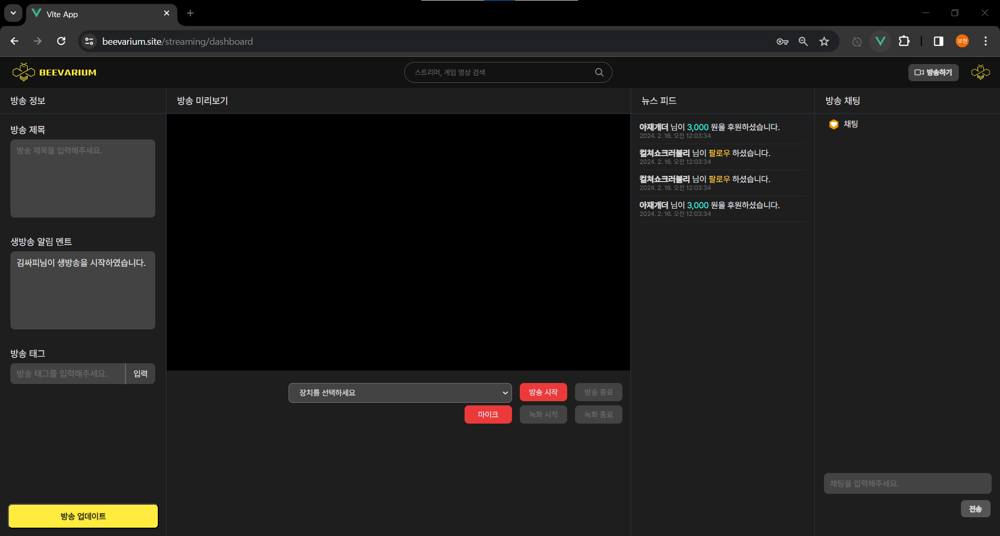 Vite App
beevarium.site/streaming/dashboard
보현
BEEVARIUM
스트리머, 게임 영상 검색
방송하기
방송 정보
방송 제목
방송 제목을 입력해주세요.
생방송 알림 멘트
김싸피님이 생방송을 시작하였습니다.
방송 태그
방송 태그를 입력해주세요.
입력
방송 업데이트
방송 미리보기
장치를 선택하세요
방송 시작
방송 종료
마이크
녹화 시작
녹화 종료
뉴스 피드
아재개더 님이 3,000 원을 후원하셨습니다.
2024. 2. 16. 오전 12:03:34
컬쳐쇼크러블리 님이 팔로우 하셨습니다.
2024. 2. 16. 오전 12:03:34
컬쳐쇼크러블리 님이 팔로우 하셨습니다.
2024. 2. 16. 오전 12:03:34
아재개더 님이 3,000 원을 후원하셨습니다.
2024. 2. 16. 오전 12:03:34
방송 채팅
채팅
채팅을 입력해주세요.
전송